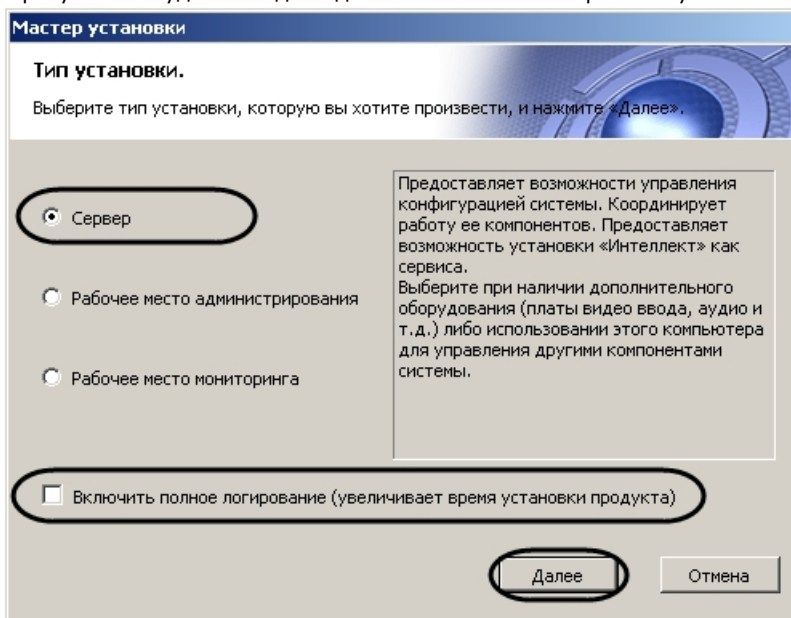 Мастер установки
Тип установки.
Выберите тип установки, которую вы хотите произвести, и нажмите «Далее».
Сервер
Рабочее место администрирования
Рабочее место мониторинга
Предоставляет возможности управления
конфигурацией системы. Координирует
работу ее компонентов. Предоставляет
возможность установки «Интеллект» как
сервиса.
Выберите при наличии дополнительного
оборудования (платы видео ввода, аудио и
т.д.) либо использовании этого компьютера
для управления другими компонентами
системы.
Включить полное логирование (увеличивает время установки продукта)
Далее
Отмена